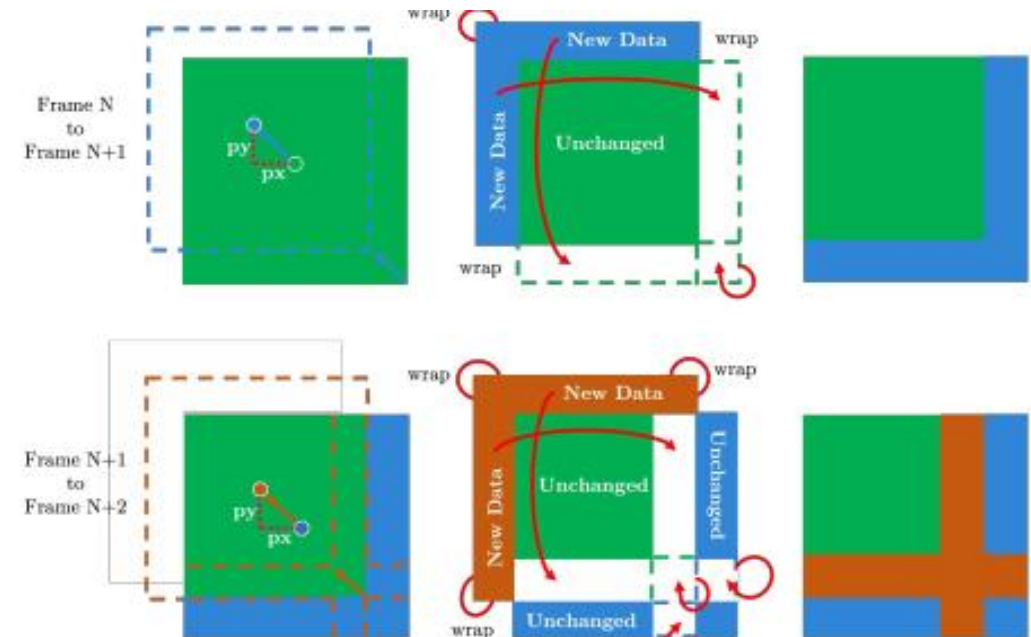 wrap
New Data
wrap
Frame N
to
Frame N+1
py
px
New Data
Unchanged
wrap
wrap
New Data
wrap
Frame N+1
to
Frame N+2
py
px
New Data
Unchanged
Unchanged
Unchanged
wrap